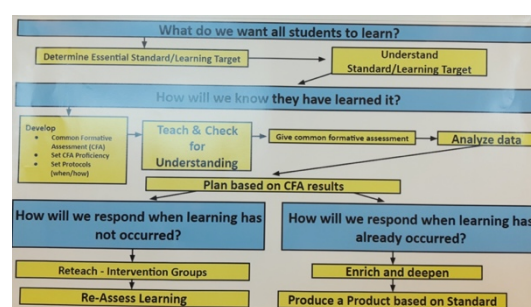 What do we want all students to learn?
Determine Essential Standard/Learning Target
Understand
Standard/Learning Target
How will we know they have learned it?
Develop
• Common Formative
Assessment (CFA)
• Set CFA Proficiency
• Set Protocols
(when/how)
Teach & Check
for
Understanding
Give common formative assessment
Analyze data
Plan based on CFA results
How will we respond when learning has
not occurred?
How will we respond when learning has
already occurred?
Reteach - Intervention Groups
Enrich and deepen
Re-Assess Learning
Produce a Product based on Standard